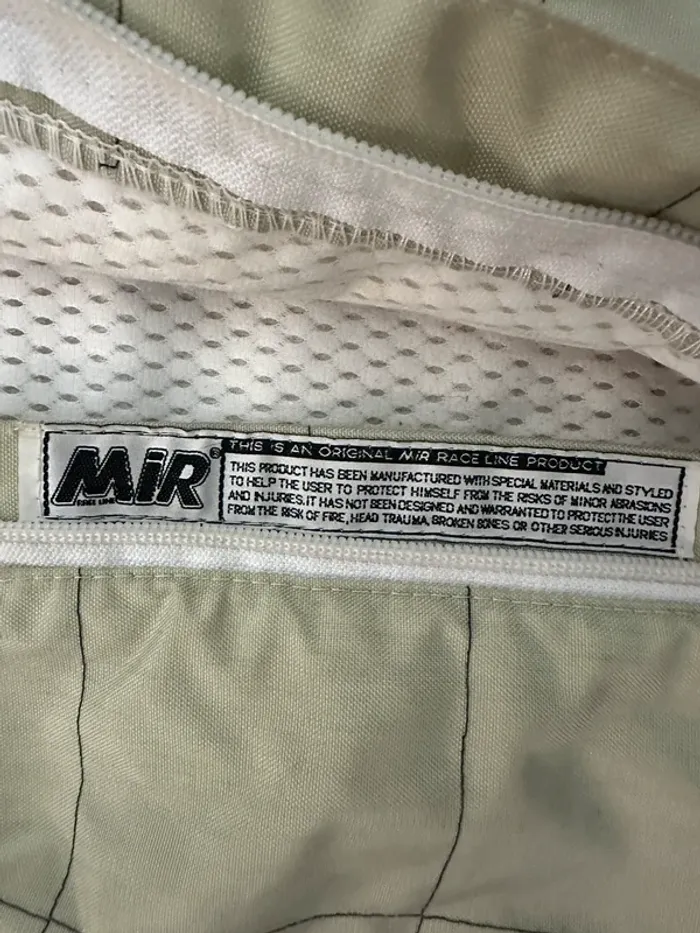 MiR®
RACE LINE
THIS IS AN ORIGINAL MiR RACE LINE PRODUCT
THIS PRODUCT HAS BEEN MANUFACTURED WITH SPECIAL MATERIALS AND STYLED
TO HELP THE USER TO PROTECT HIMSELF FROM THE RISKS OF MINOR ABRASIONS
AND INJURIES. IT HAS NOT BEEN DESIGNED AND WARRANTED TO PROTECT THE USER
FROM THE RISK OF FIRE, HEAD TRAUMA, BROKEN BONES OR OTHER SERIOUS INJURIES